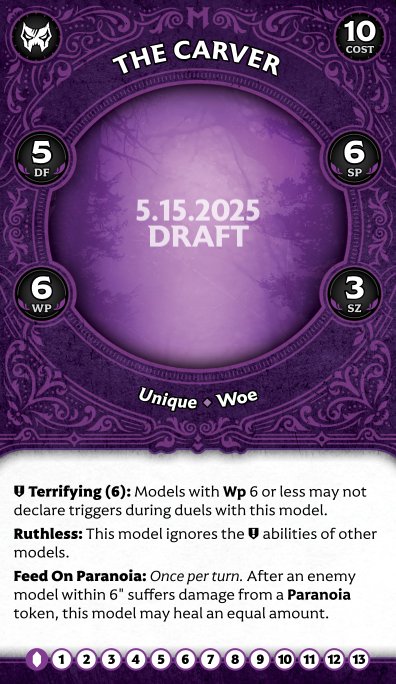 THE CARVER
10
COST
5
DF
6
SP
5.15.2025
DRAFT
6
WP
3
SZ
Unique ◆ Woe
Terrifying (6): Models with Wp 6 or less may not
declare triggers during duels with this model.
Ruthless: This model ignores the abilities of other
models.
Feed On Paranoia: Once per turn. After an enemy
model within 6" suffers damage from a Paranoia
token, this model may heal an equal amount.
1 2 3 4 5 6 7 8 9 10 11 12 13